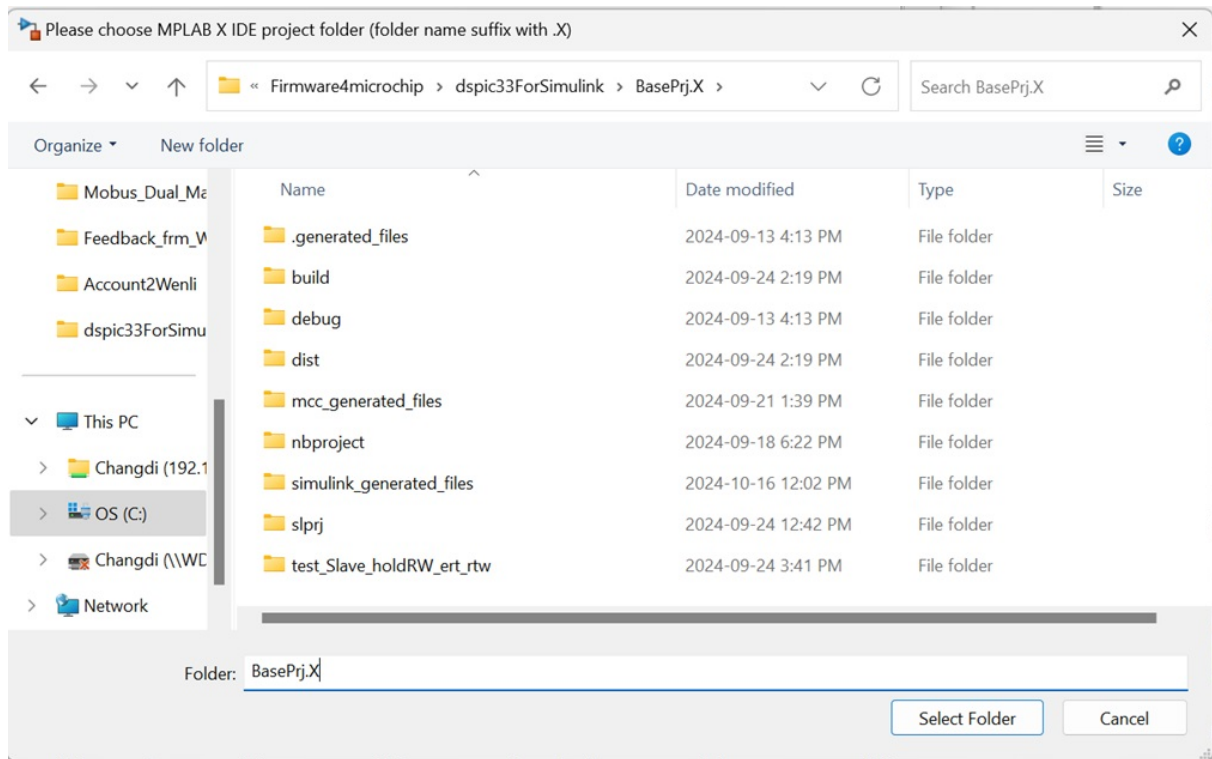 Please choose MPLAB X IDE project folder (folder name suffix with .X)
« Firmware4microchip › dspic33ForSimulink › BasePrj.X ›
Search BasePrj.X
Organize
New folder
Mobus_Dual_Ma
Feedback_frm_W
Account2Wenli
dspic33ForSimu
This PC
Changdi (192.1
OS (C:)
Changdi (\\WD
Network
Name Date modified Type Size
.generated_files 2024-09-13 4:13 PM File folder
build 2024-09-24 2:19 PM File folder
debug 2024-09-13 4:13 PM File folder
dist 2024-09-24 2:19 PM File folder
mcc_generated_files 2024-09-21 1:39 PM File folder
nbproject 2024-09-18 6:22 PM File folder
simulink_generated_files 2024-10-16 12:02 PM File folder
slprj 2024-09-24 12:42 PM File folder
test_Slave_holdRW_ert_rtw 2024-09-24 3:41 PM File folder
Folder: BasePrj.X
Select Folder
Cancel